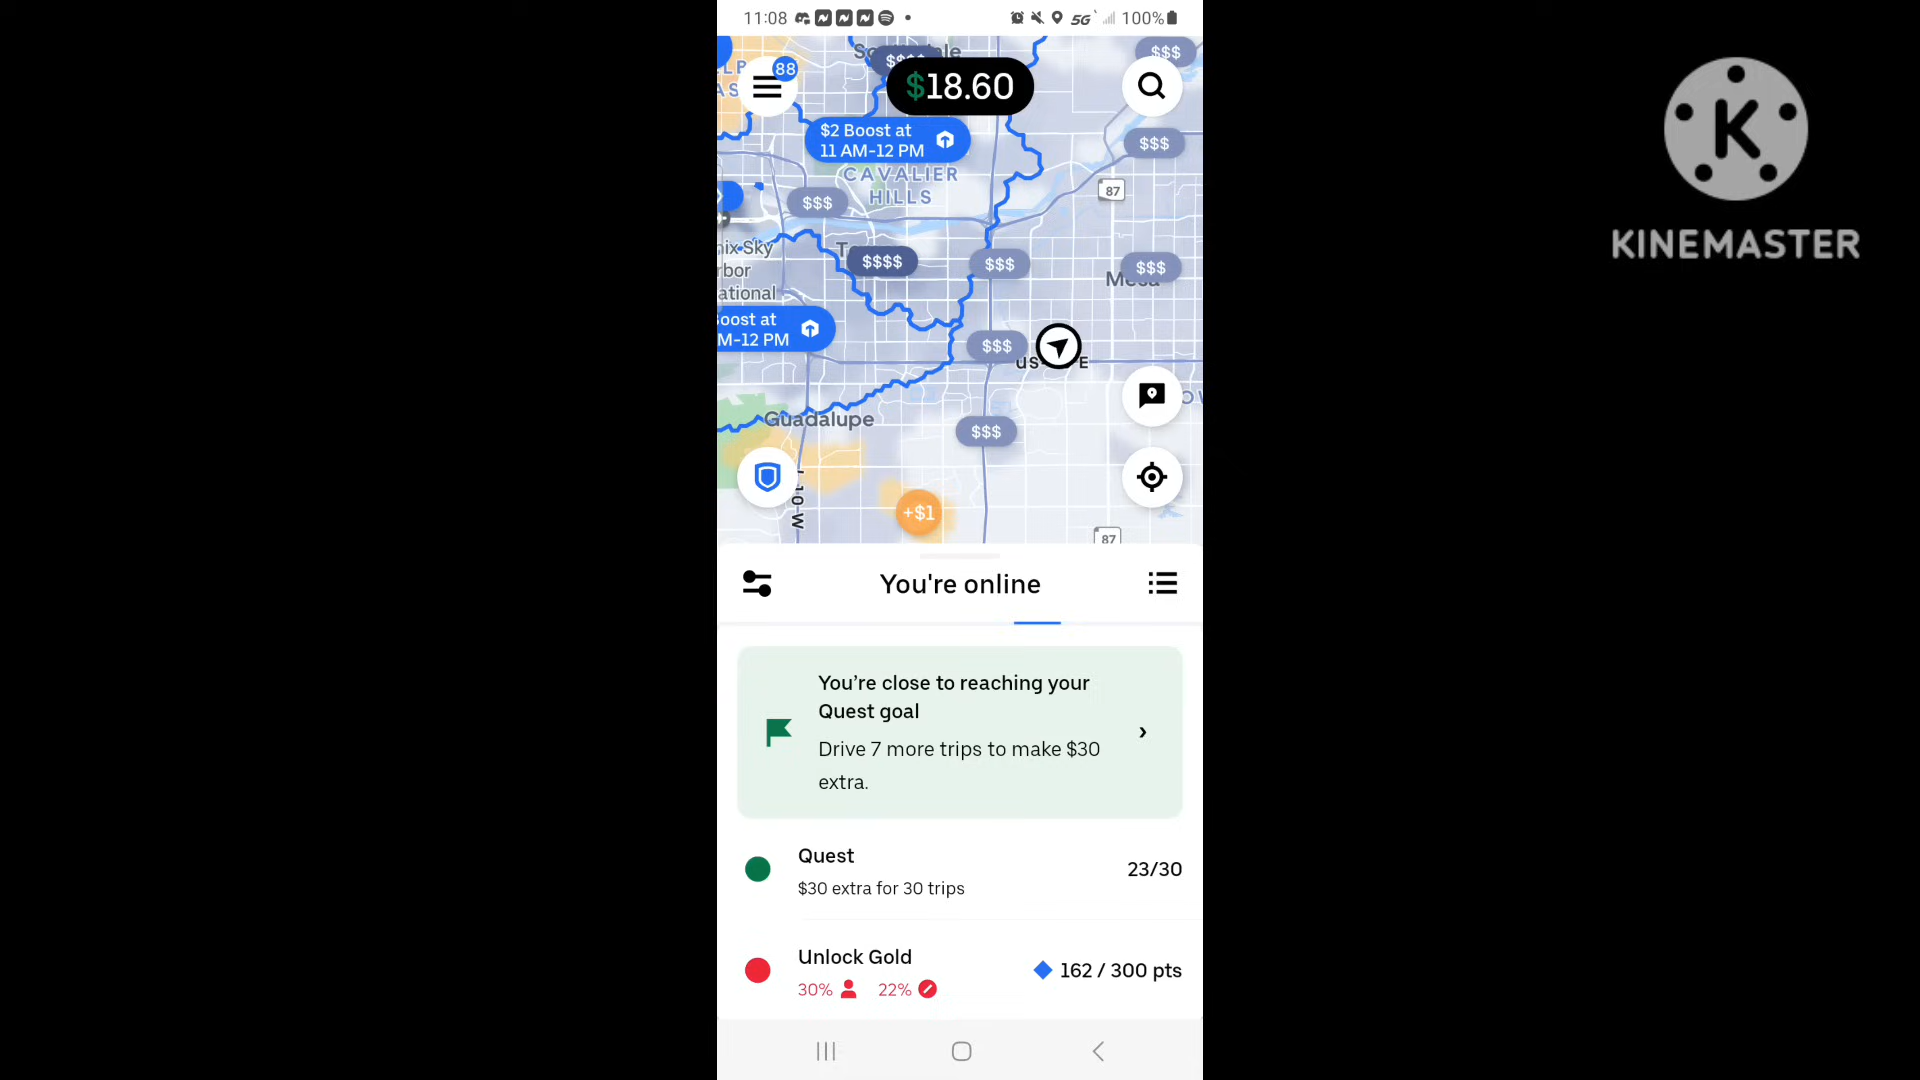 11:08
5G
100%
88
$$$
$18.60
$$$
$2 Boost at
11 AM-12 PM
$$$
CAVALIER
HILLS
87
$$$
$$$$
$$$
$$$
oost at
M-12 PM
$$$
Guadalupe
$$$
10 W
+$1
87
You're online
You're close to reaching your
Quest goal
Drive 7 more trips to make $30
extra.
Quest
$30 extra for 30 trips
23/30
Unlock Gold
30%
22%
162 / 300 pts
K
KINEMASTER